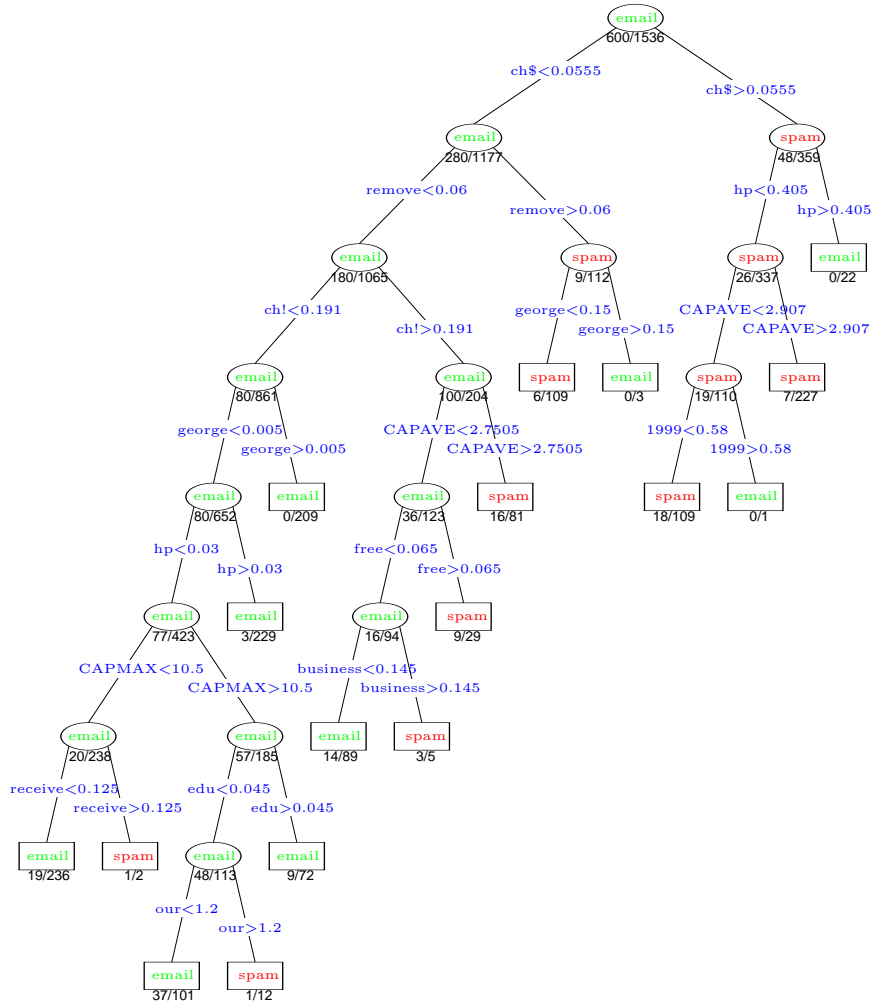 email
600/1536
ch$<0.0555
ch$>0.0555
email
280/1177
spam
48/359
remove<0.06
hp<0.405
remove>0.06
hp>0.405
email
180/1065
spam
9/112
spam
26/337
email
0/22
ch!<0.191
george<0.15
CAPAVE<2.907
ch!>0.191
george>0.15
CAPAVE>2.907
email
80/861
email
100/204
spam
6/109
email
0/3
spam
19/110
spam
7/227
george<0.005
CAPAVE<2.7505
1999<0.58
george>0.005
CAPAVE>2.7505
1999>0.58
email
80/652
email
0/209
email
36/123
spam
16/81
spam
18/109
email
0/1
hp<0.03
free<0.065
hp>0.03
free>0.065
email
77/423
email
3/229
email
16/94
spam
9/29
CAPMAX<10.5
business<0.145
CAPMAX>10.5
business>0.145
email
20/238
email
57/185
email
14/89
spam
3/5
receive<0.125
edu<0.045
receive>0.125
edu>0.045
email
19/236
spam
1/2
email
48/113
email
9/72
our<1.2
our>1.2
email
37/101
spam
1/12